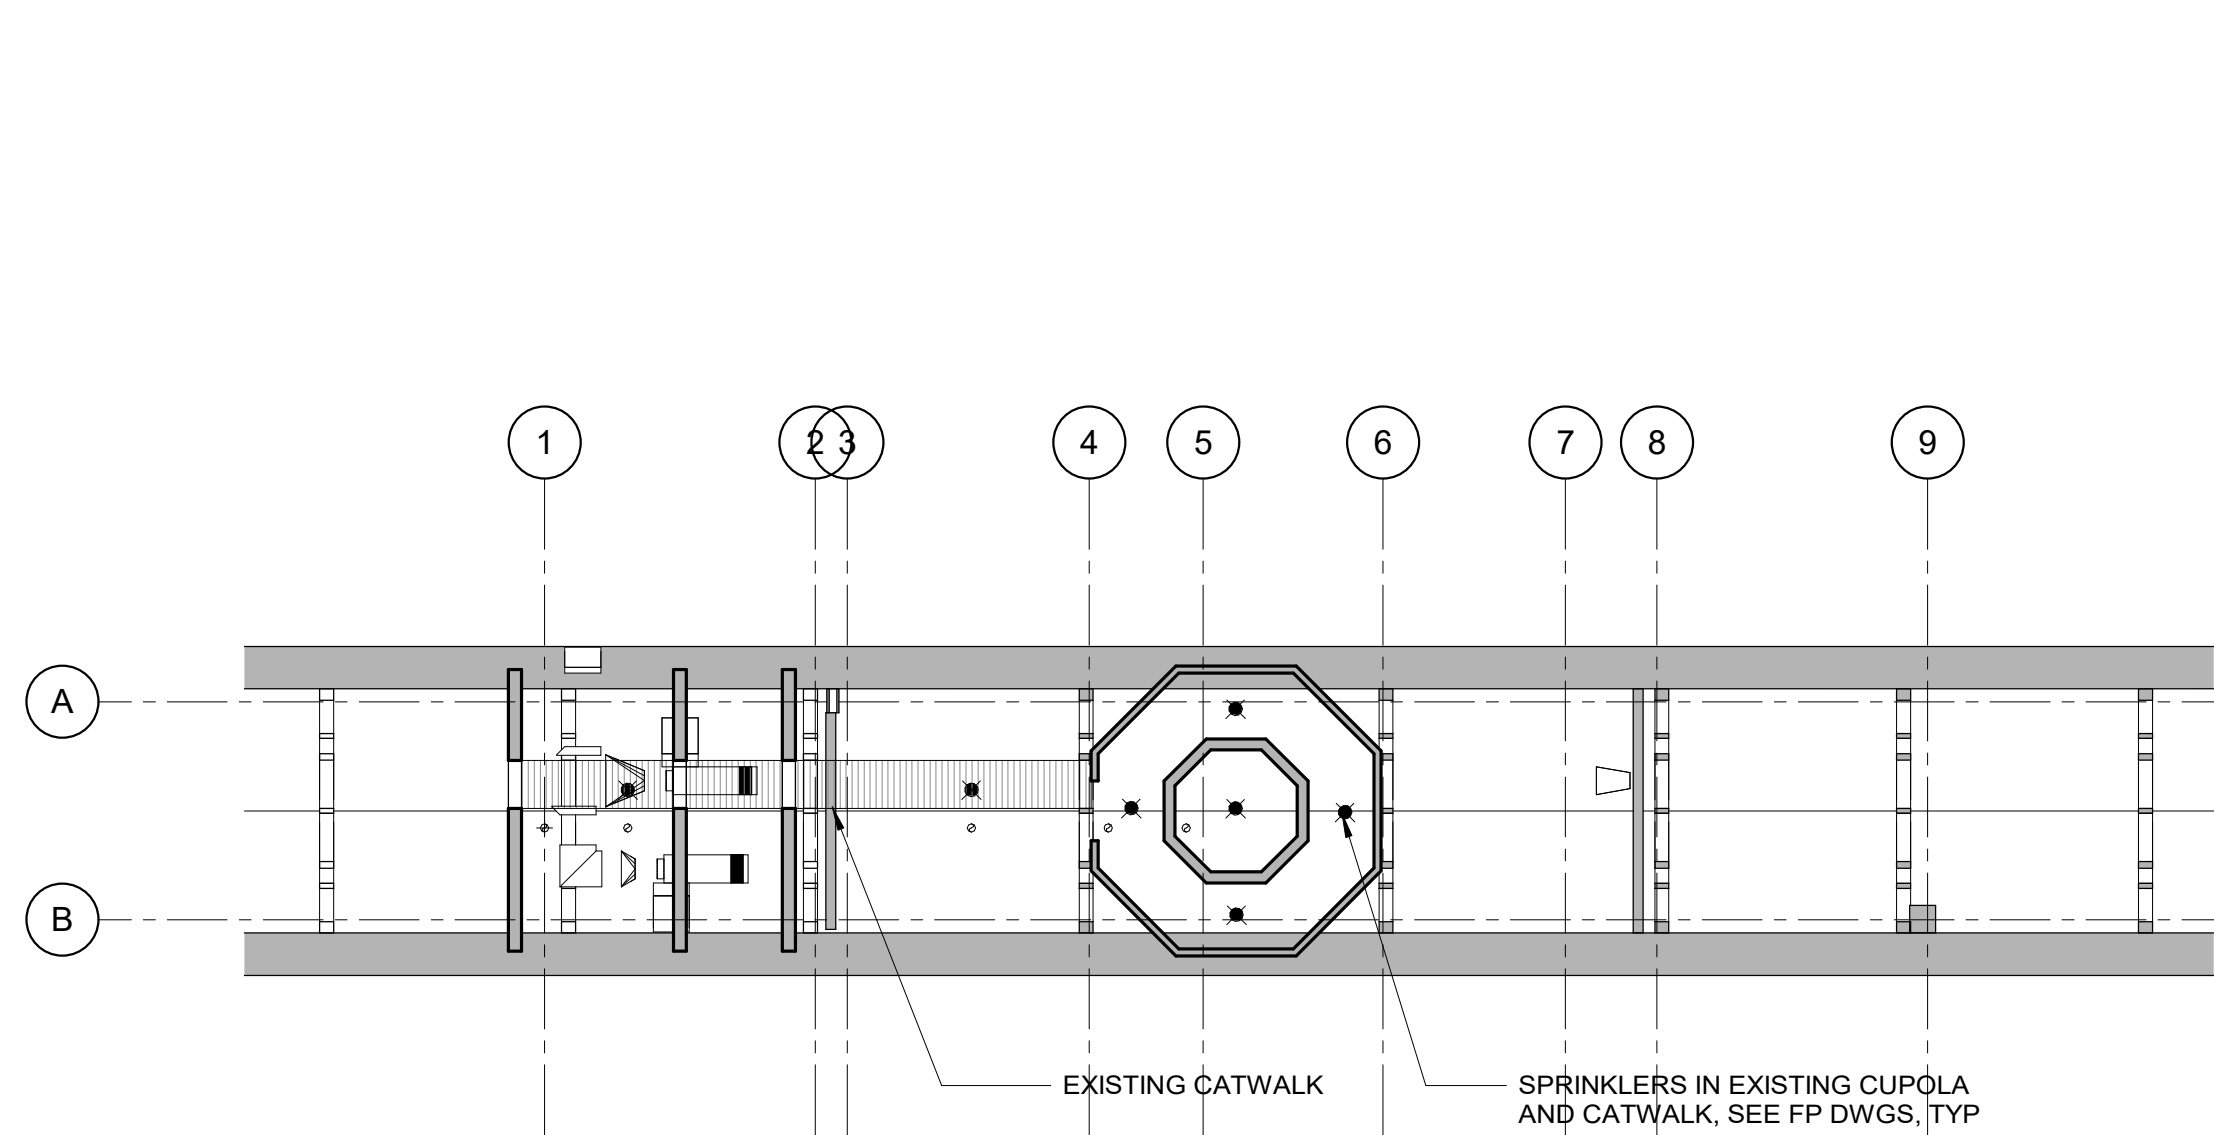 1
2
3
4
5
6
7
8
9
A
B
EXISTING CATWALK
SPRINKLERS IN EXISTING CUPOLA
AND CATWALK, SEE FP DWGS, TYP